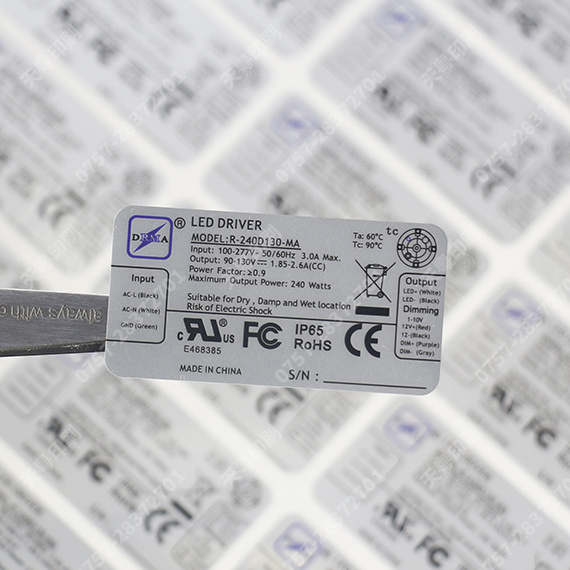 DRMA ®
LED DRIVER
MODEL:R-240D130-MA
Input: 100-277V~50/60Hz 3.0A Max.
Output: 90-130V⎓ 1.85-2.6A(CC)
Power Factor:≥0.9
Maximum Output Power: 240 Watts
Suitable for Dry , Damp and Wet location
Risk of Electric Shock
Ta: 60°C
Tc: 90°C
tc
Input
AC-L (Black)
AC-N (White)
GND (Green)
Output
LED+ (White)
LED- (Black)
Dimming
1-10V
12V+(Red)
12-(Black)
DIM+ (Purple)
DIM- (Gray)
c RU US
E468385
FC
IP65
RoHS
CE
MADE IN CHINA
S/N :
always with
0757-28372701